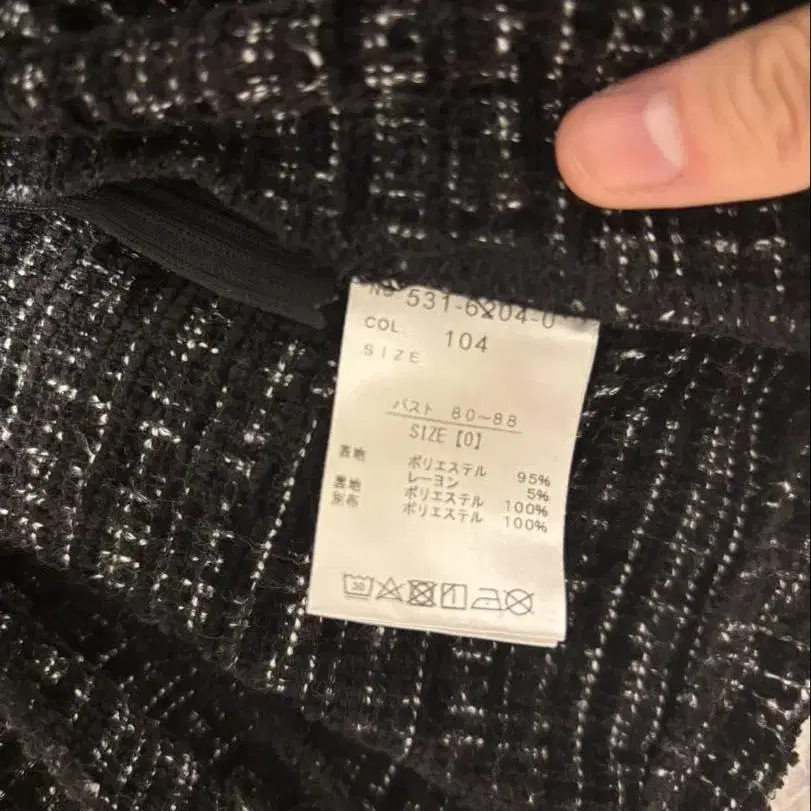 No 531-6204-0
COL. 104
SIZE
バスト 80~88
SIZE【0】
表地 ポリエステル 95%
レーヨン 5%
裏地 ポリエステル 100%
別布 ポリエステル 100%
30